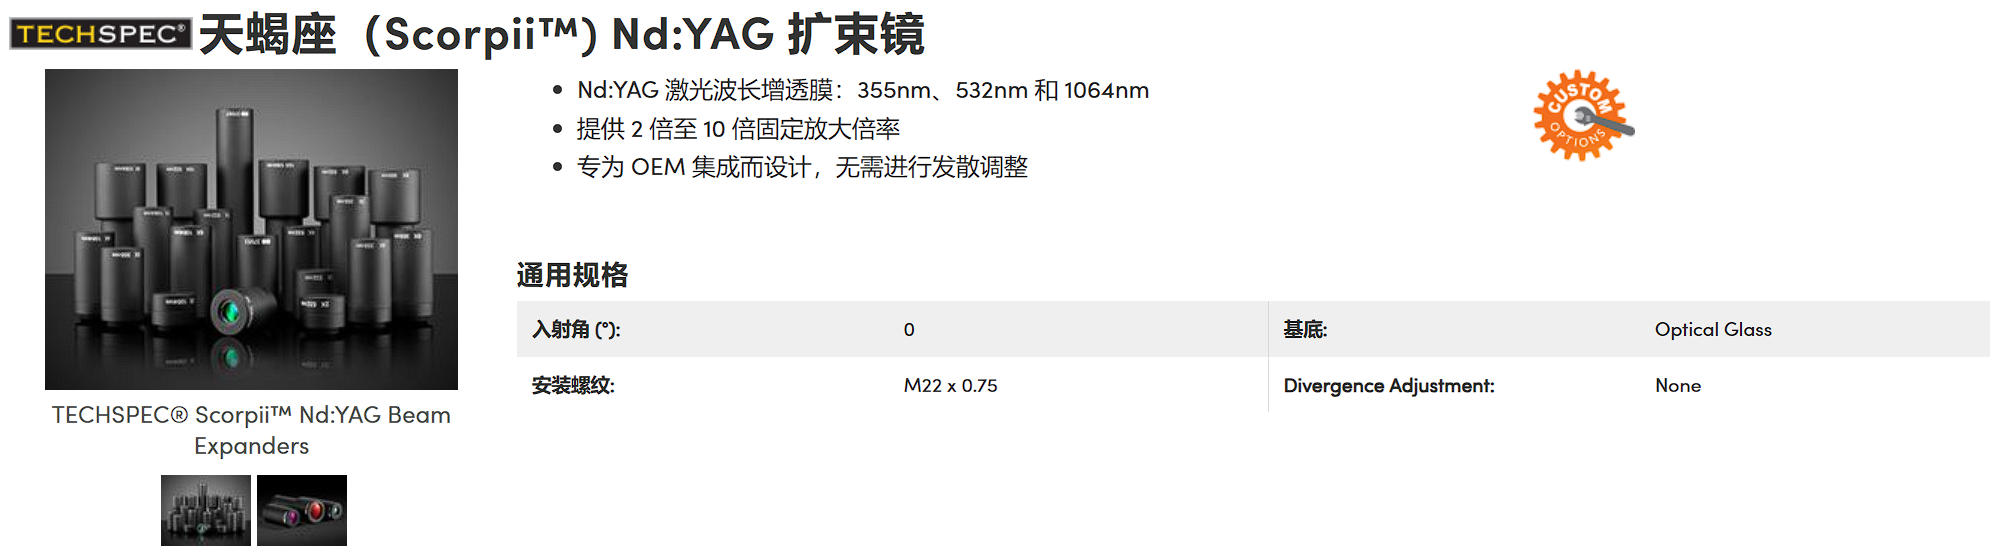 TECHSPEC® 天蝎座（Scorpii™）Nd:YAG 扩束镜
• Nd:YAG 激光波长增透膜：355nm、532nm 和 1064nm
• 提供 2 倍至 10 倍固定放大倍率
• 专为 OEM 集成而设计，无需进行发散调整
CUSTOM
OPTIONS
通用规格
入射角 (°): 0 基底: Optical Glass
安装螺纹: M22 x 0.75 Divergence Adjustment: None
TECHSPEC® Scorpii™ Nd:YAG Beam
Expanders